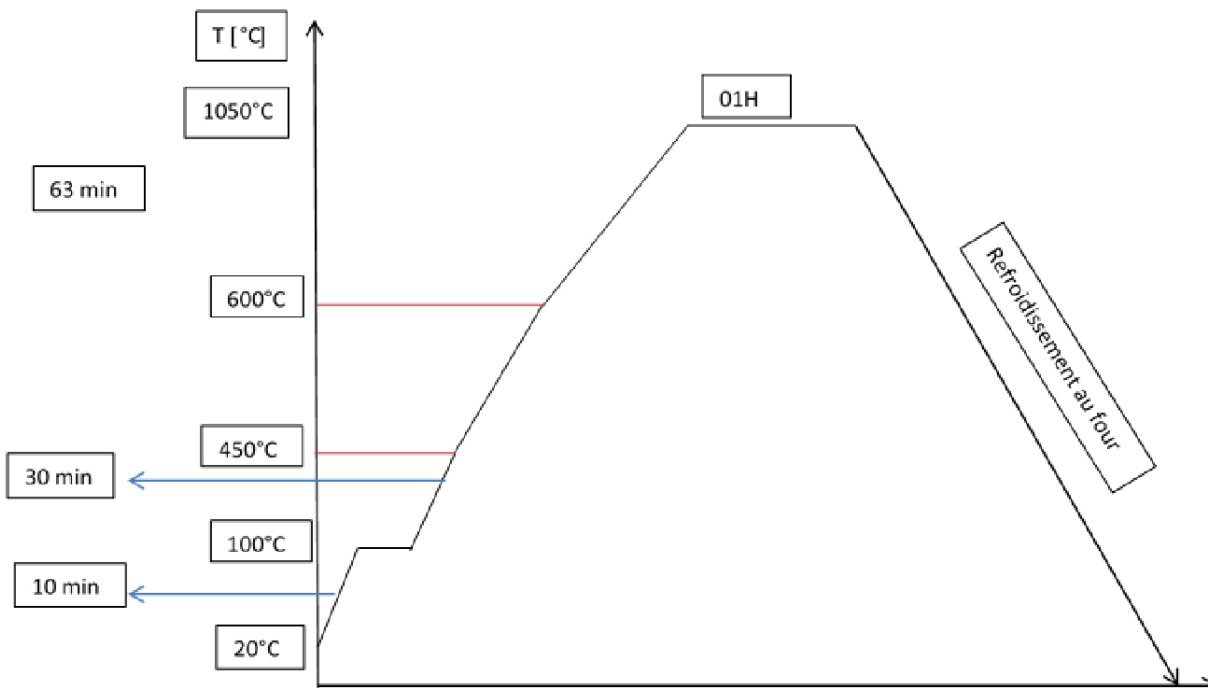 T [°C]
1050°C
01H
63 min
600°C
Refroidissement au four
450°C
30 min
100°C
10 min
20°C